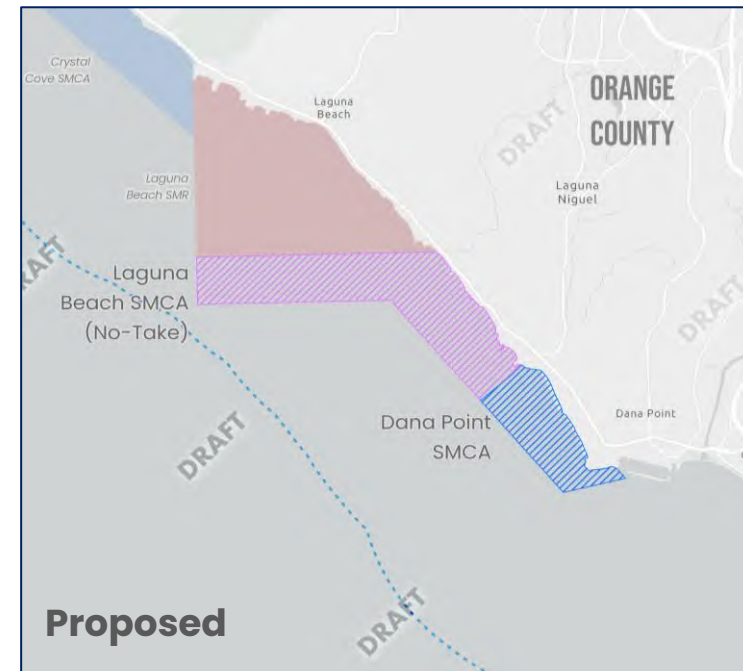 Crystal
Cove SMCA
ORANGE
COUNTY
Laguna
Beach
DRAFT
Laguna
Beach SMR
Laguna
Niguel
RAFT
Laguna
Beach SMCA
(No-Take)
DRAFT
Dana Point
Dana Point
SMCA
DRAFT
DRAFT
Proposed